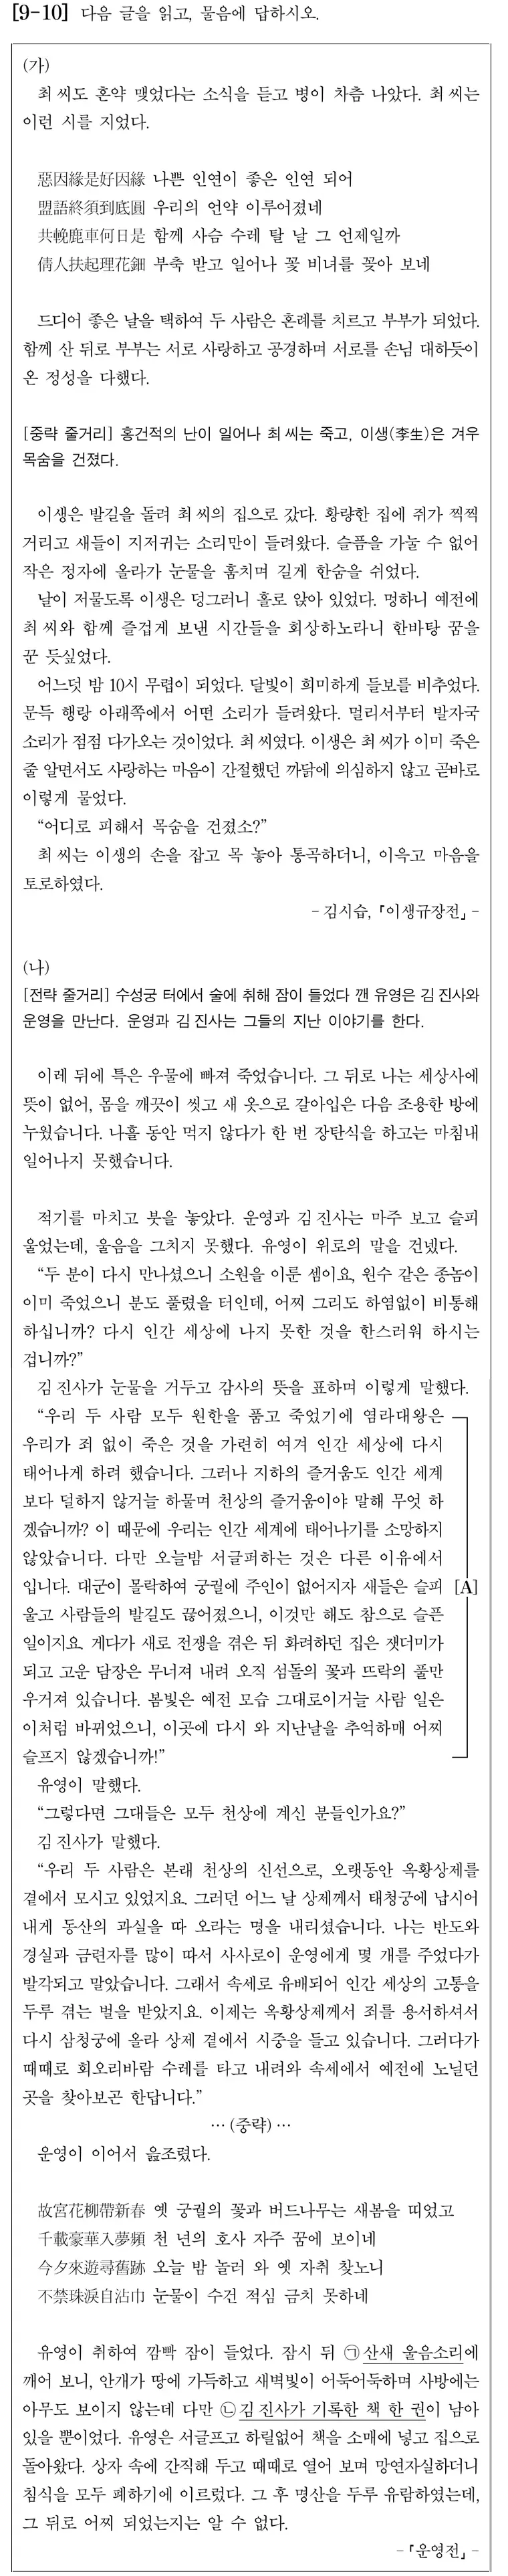 [9-10] 다음 글을 읽고, 물음에 답하시오.
(가)
최 씨도 혼약 맺었다는 소식을 듣고 병이 차츰 나았다. 최 씨는
이런 시를 지었다.
惡因緣是好因緣 나쁜 인연이 좋은 인연 되어
盟語終須到底圓 우리의 언약 이루어졌네
共輓鹿車何日是 함께 사슴 수레 탈 날 그 언제일까
倩人扶起理花鈿 부축 받고 일어나 꽃 비녀를 꽂아 보네
드디어 좋은 날을 택하여 두 사람은 혼례를 치르고 부부가 되었다.
함께 산 뒤로 부부는 서로 사랑하고 공경하며 서로를 손님 대하듯이
온 정성을 다했다.
[중략 줄거리] 홍건적의 난이 일어나 최 씨는 죽고, 이생(李生)은 겨우
목숨을 건졌다.
이생은 발길을 돌려 최 씨의 집으로 갔다. 황량한 집에 쥐가 찍찍
거리고 새들이 지저귀는 소리만이 들려왔다. 슬픔을 가눌 수 없어
작은 정자에 올라가 눈물을 훔치며 길게 한숨을 쉬었다.
날이 저물도록 이생은 덩그러니 홀로 앉아 있었다. 멍하니 예전에
최 씨와 함께 즐겁게 보낸 시간들을 회상하노라니 한바탕 꿈을
꾼 듯싶었다.
어느덧 밤 10시 무렵이 되었다. 달빛이 희미하게 들보를 비추었다.
문득 행랑 아래쪽에서 어떤 소리가 들려왔다. 멀리서부터 발자국
소리가 점점 다가오는 것이었다. 최 씨였다. 이생은 최 씨가 이미 죽은
줄 알면서도 사랑하는 마음이 간절했던 까닭에 의심하지 않고 곧바로
이렇게 물었다.
“어디로 피해서 목숨을 건졌소?”
최 씨는 이생의 손을 잡고 목 놓아 통곡하더니, 이윽고 마음을
토로하였다.
- 김시습, 「이생규장전」 -
(나)
[전략 줄거리] 수성궁 터에서 술에 취해 잠이 들었다 깬 유영은 김 진사와
운영을 만난다. 운영과 김 진사는 그들의 지난 이야기를 한다.
이레 뒤에 특은 우물에 빠져 죽었습니다. 그 뒤로 나는 세상사에
뜻이 없어, 몸을 깨끗이 씻고 새 옷으로 갈아입은 다음 조용한 방에
누웠습니다. 나흘 동안 먹지 않다가 한 번 장탄식을 하고는 마침내
일어나지 못했습니다.
적기를 마치고 붓을 놓았다. 운영과 김 진사는 마주 보고 슬피
울었는데, 울음을 그치지 못했다. 유영이 위로의 말을 건넸다.
“두 분이 다시 만나셨으니 소원을 이룬 셈이요, 원수 같은 종놈이
이미 죽었으니 분도 풀렸을 터인데, 어찌 그리도 하염없이 비통해
하십니까? 다시 인간 세상에 나지 못한 것을 한스러워 하시는
겁니까?”
김 진사가 눈물을 거두고 감사의 뜻을 표하며 이렇게 말했다.
“우리 두 사람 모두 원한을 품고 죽었기에 염라대왕은
우리가 죄 없이 죽은 것을 가련히 여겨 인간 세상에 다시
태어나게 하려 했습니다. 그러나 지하의 즐거움도 인간 세계
보다 덜하지 않거늘 하물며 천상의 즐거움이야 말해 무엇 하
겠습니까? 이 때문에 우리는 인간 세계에 태어나기를 소망하지
않았습니다. 다만 오늘밤 서글퍼하는 것은 다른 이유에서
입니다. 대군이 몰락하여 궁궐에 주인이 없어지자 새들은 슬피 [A]
울고 사람들의 발길도 끊어졌으니, 이것만 해도 참으로 슬픈
일이지요. 게다가 새로 전쟁을 겪은 뒤 화려하던 집은 잿더미가
되고 고운 담장은 무너져 내려 오직 섬돌의 꽃과 뜨락의 풀만
우거져 있습니다. 봄빛은 예전 모습 그대로이거늘 사람 일은
이처럼 바뀌었으니, 이곳에 다시 와 지난날을 추억하매 어찌
슬프지 않겠습니까!”
유영이 말했다.
“그렇다면 그대들은 모두 천상에 계신 분들인가요?”
김 진사가 말했다.
“우리 두 사람은 본래 천상의 신선으로, 오랫동안 옥황상제를
곁에서 모시고 있었지요. 그러던 어느 날 상제께서 태청궁에 납시어
내게 동산의 과실을 따 오라는 명을 내리셨습니다. 나는 반도와
경실과 금련자를 많이 따서 사사로이 운영에게 몇 개를 주었다가
발각되고 말았습니다. 그래서 속세로 유배되어 인간 세상의 고통을
두루 겪는 벌을 받았지요. 이제는 옥황상제께서 죄를 용서하셔서
다시 삼청궁에 올라 상제 곁에서 시중을 들고 있습니다. 그러다가
때때로 회오리바람 수레를 타고 내려와 속세에서 예전에 노닐던
곳을 찾아보곤 한답니다.”
… (중략) …
운영이 이어서 읊조렸다.
故宮花柳帶新春 옛 궁궐의 꽃과 버드나무는 새봄을 띠었고
千載豪華入夢頻 천 년의 호사 자주 꿈에 보이네
今夕來遊尋舊跡 오늘 밤 놀러 와 옛 자취 찾노니
不禁珠淚自沾巾 눈물이 수건 적심 금치 못하네
유영이 취하여 깜빡 잠이 들었다. 잠시 뒤 ㉠산새 울음소리에
깨어 보니, 안개가 땅에 가득하고 새벽빛이 어둑어둑하며 사방에는
아무도 보이지 않는데 다만 ㉡김 진사가 기록한 책 한 권이 남아
있을 뿐이었다. 유영은 서글프고 하릴없어 책을 소매에 넣고 집으로
돌아왔다. 상자 속에 간직해 두고 때때로 열어 보며 망연자실하더니
침식을 모두 폐하기에 이르렀다. 그 후 명산을 두루 유람하였는데,
그 뒤로 어찌 되었는지는 알 수 없다.
- 「운영전」 -